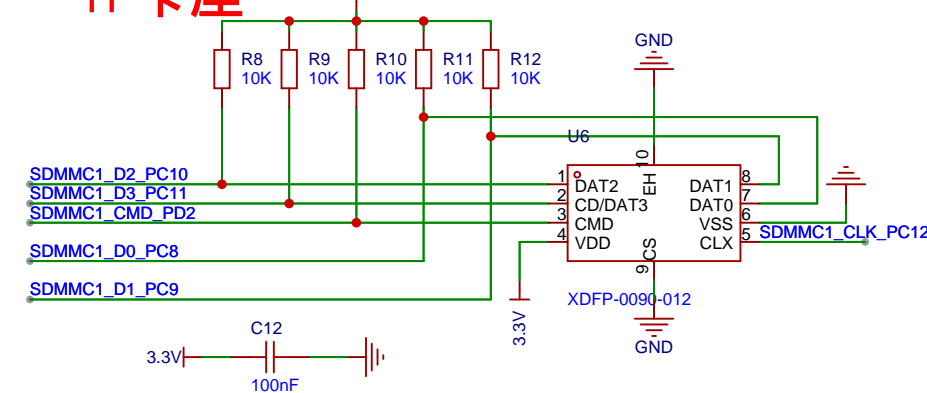 卡座
R8
10K
R9
10K
R10
10K
R11
10K
R12
10K
GND
U6
SDMMC1_D2_PC10
SDMMC1_D3_PC11
SDMMC1_CMD_PD2
SDMMC1_D0_PC8
SDMMC1_D1_PC9
1
2
3
4
DAT2
CD/DAT3
CMD
VDD
10
EH
CS
9
DAT1
DAT0
VSS
CLX
8
7
6
5
SDMMC1_CLK_PC12
XDFP-0090-012
3.3V
GND
C12
3.3V
100nF